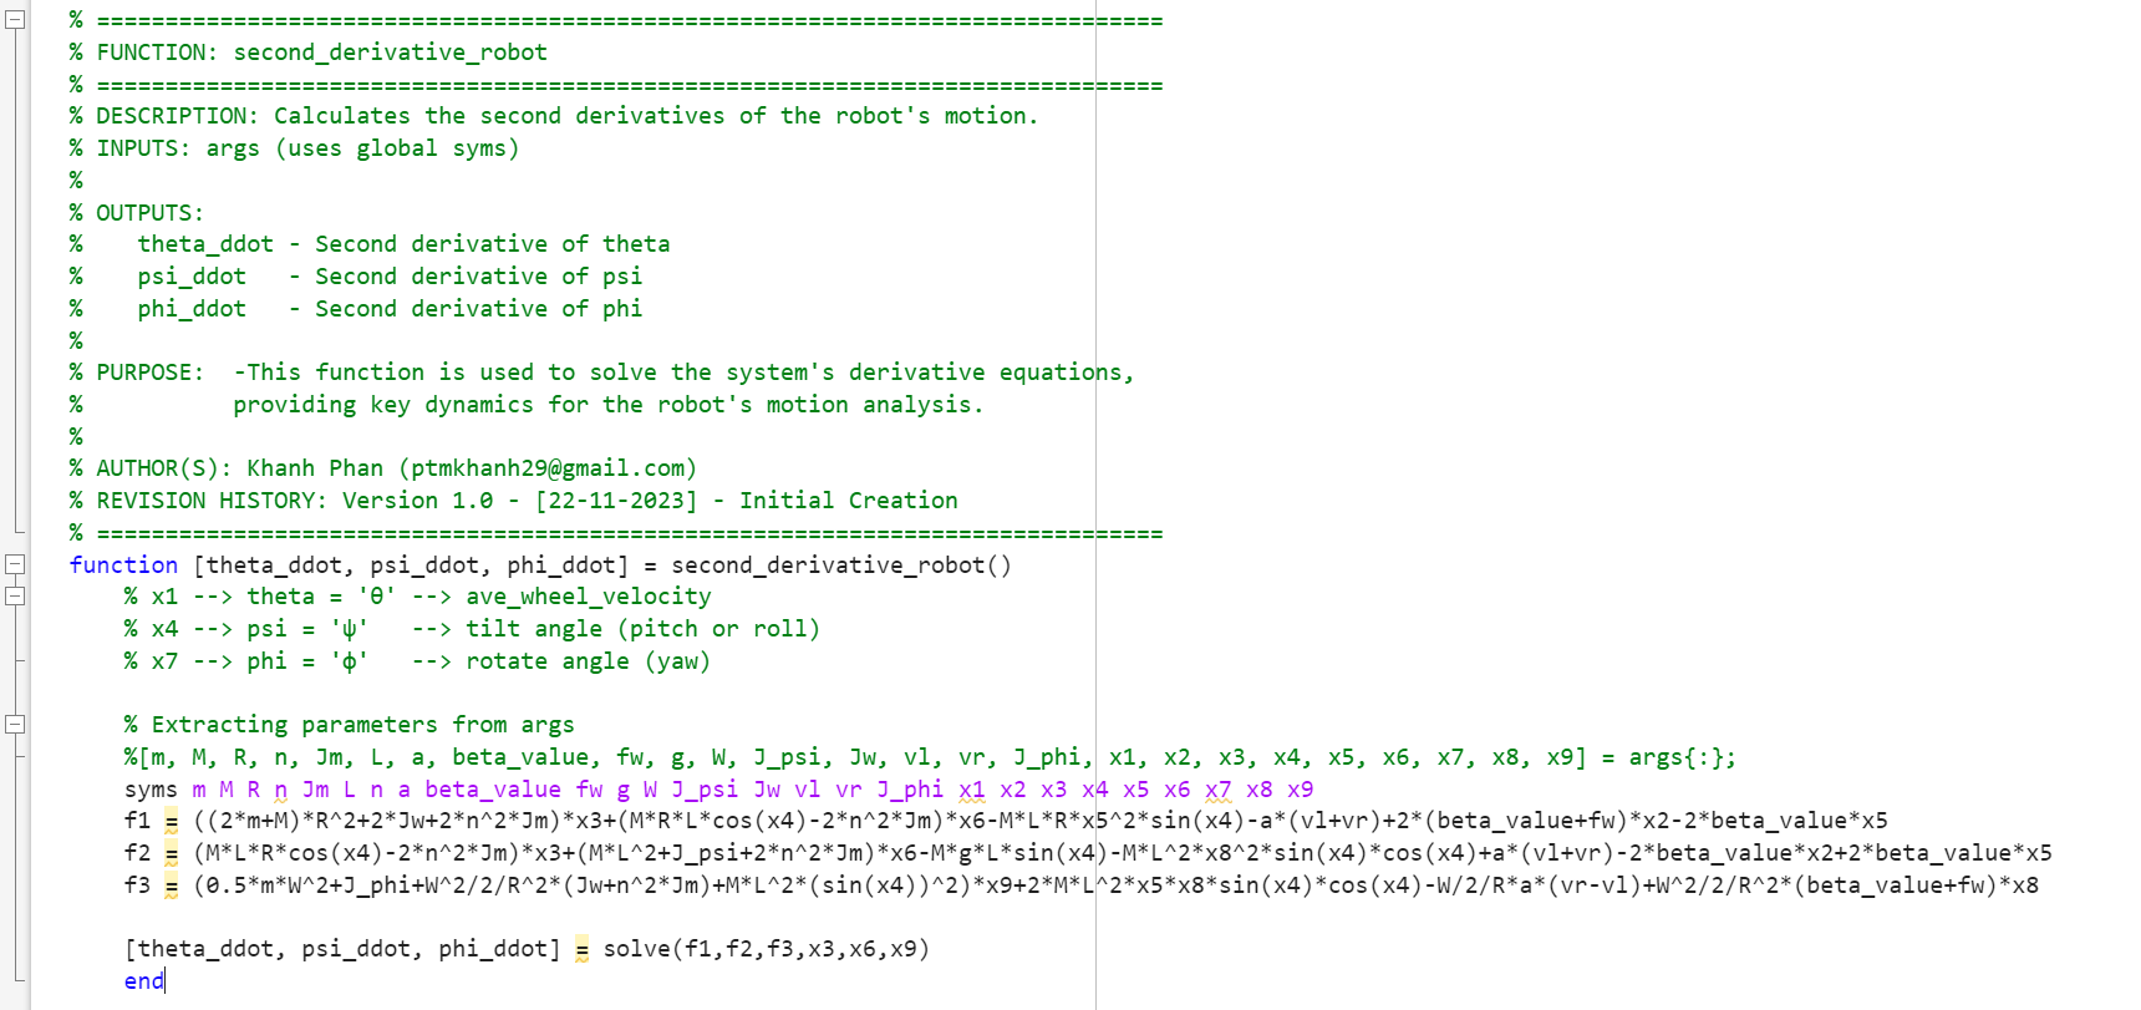 % ==============================================================================
% FUNCTION: second_derivative_robot
% ==============================================================================
% DESCRIPTION: Calculates the second derivatives of the robot's motion.
% INPUTS: args (uses global syms)
%
% OUTPUTS:
%    theta_ddot - Second derivative of theta
%    psi_ddot   - Second derivative of psi
%    phi_ddot   - Second derivative of phi
%
% PURPOSE:  -This function is used to solve the system's derivative equations,
%           providing key dynamics for the robot's motion analysis.
%
% AUTHOR(S): Khanh Phan (ptmkhanh29@gmail.com)
% REVISION HISTORY: Version 1.0 - [22-11-2023] - Initial Creation
% ==============================================================================
function [theta_ddot, psi_ddot, phi_ddot] = second_derivative_robot()
    % x1 --> theta = 'θ' --> ave_wheel_velocity
    % x4 --> psi = 'ψ'   --> tilt angle (pitch or roll)
    % x7 --> phi = 'ϕ'   --> rotate angle (yaw)
    % Extracting parameters from args
    %[m, M, R, n, Jm, L, a, beta_value, fw, g, W, J_psi, Jw, vl, vr, J_phi, x1, x2, x3, x4, x5, x6, x7, x8, x9] = args{:};
    syms m M R n Jm L n a beta_value fw g W J_psi Jw vl vr J_phi x1 x2 x3 x4 x5 x6 x7 x8 x9
    f1 = ((2*m+M)*R^2+2*Jw+2*n^2*Jm)*x3+(M*R*L*cos(x4)-2*n^2*Jm)*x6-M*L*R*x5^2*sin(x4)-a*(vl+vr)+2*(beta_value+fw)*x2-2*beta_value*x5
    f2 = (M*L*R*cos(x4)-2*n^2*Jm)*x3+(M*L^2+J_psi+2*n^2*Jm)*x6-M*g*L*sin(x4)-M*L^2*x8^2*sin(x4)*cos(x4)+a*(vl+vr)-2*beta_value*x2+2*beta_value*x5
    f3 = (0.5*m*W^2+J_phi+W^2/2/R^2*(Jw+n^2*Jm)+M*L^2*(sin(x4))^2)*x9+2*M*L^2*x5*x8*sin(x4)*cos(x4)-W/2/R*a*(vr-vl)+W^2/2/R^2*(beta_value+fw)*x8
    [theta_ddot, psi_ddot, phi_ddot] = solve(f1,f2,f3,x3,x6,x9)
    end